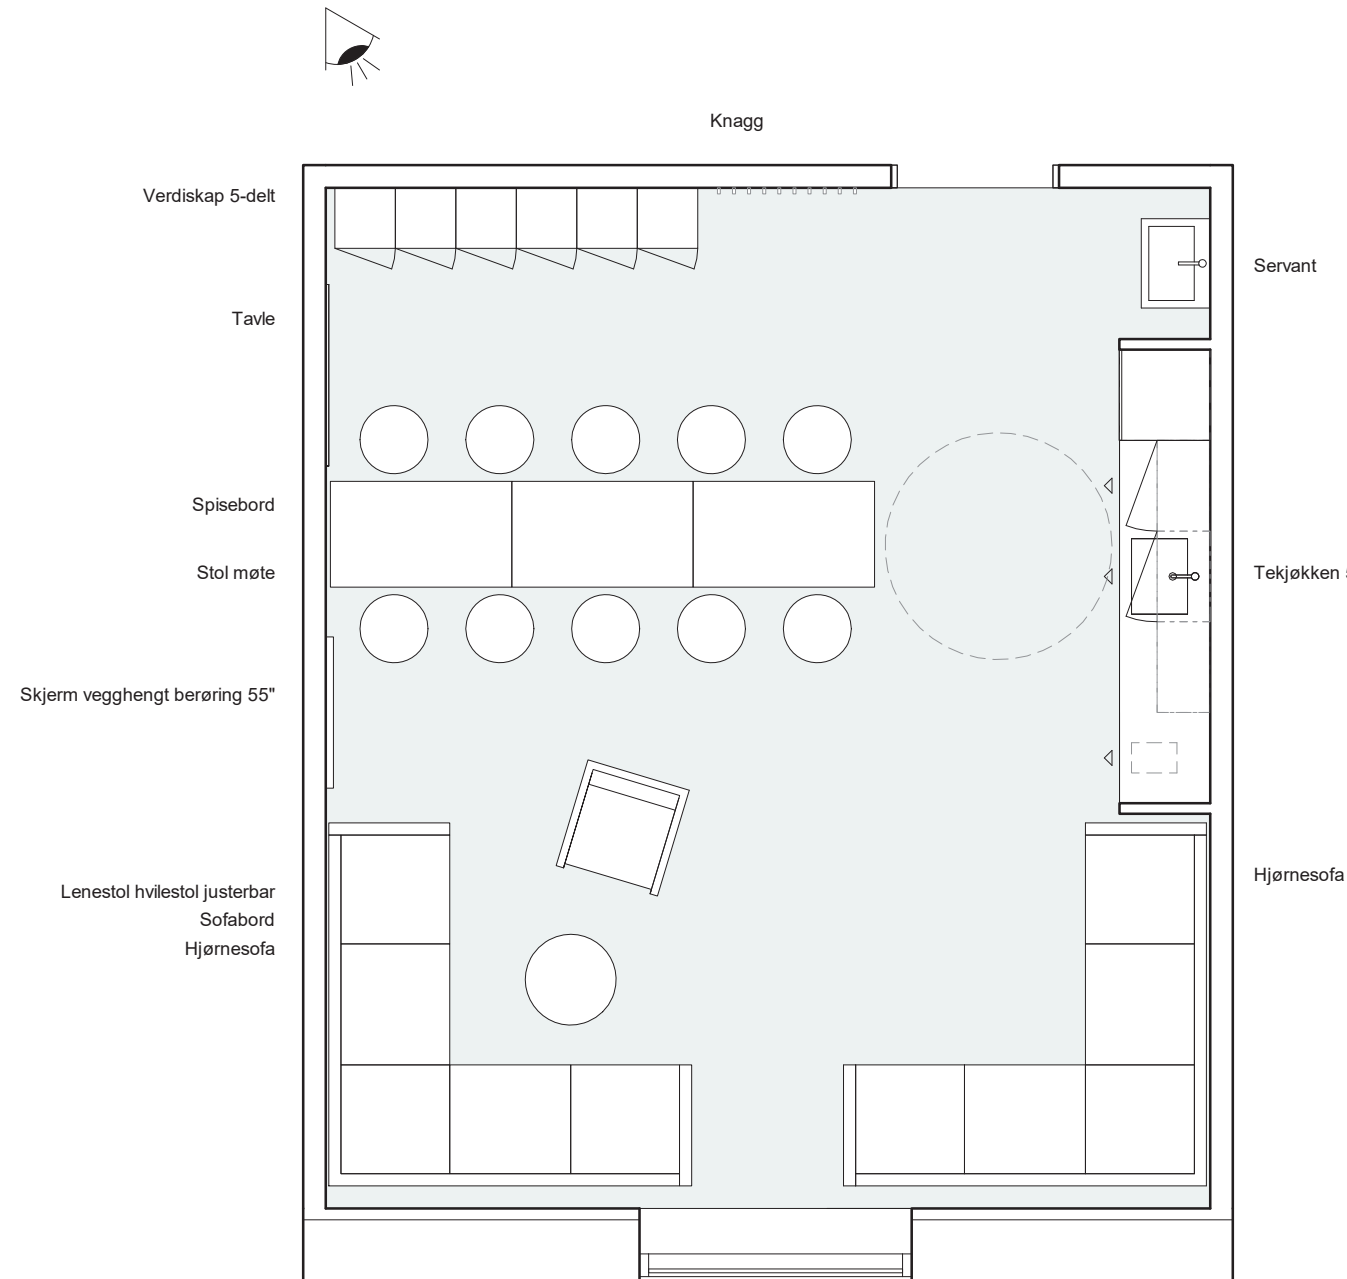 Knagg
Verdiskap 5-delt
Servant
Tavle
Spisebord
Stol møte
Tekjøkken
Skjerm vegghengt berøring 55"
Hjørnesofa
Lenestol hvilestol justerbar
Sofabord
Hjørnesofa